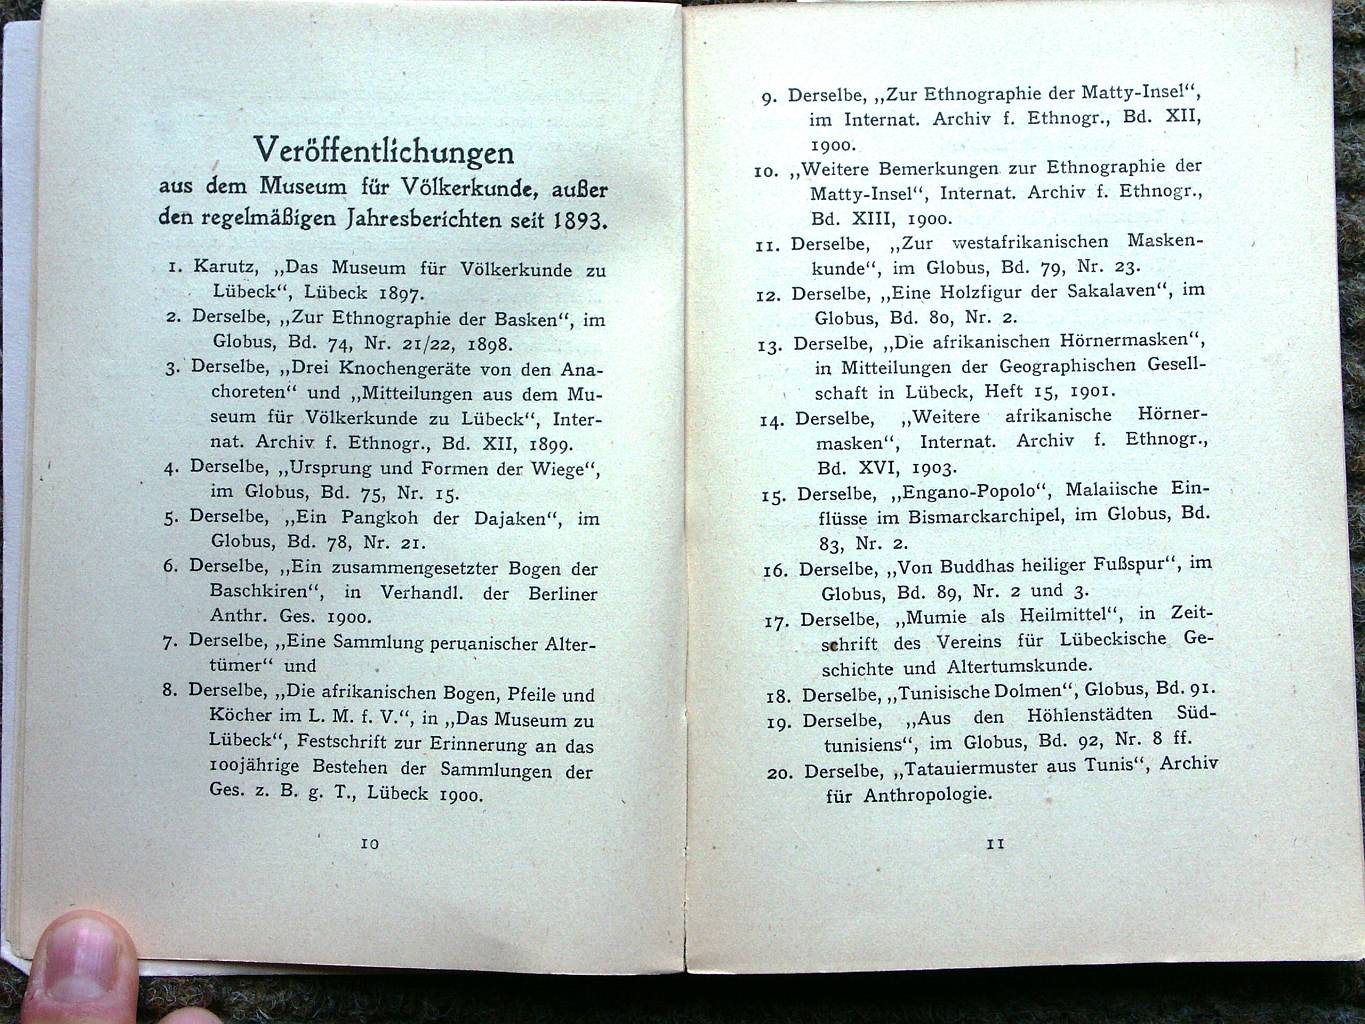 Veröffentlichungen
aus dem Museum für Völkerkunde, außer
den regelmäßigen Jahresberichten seit 1893.
1. Karutz, „Das Museum für Völkerkunde zu
Lübeck“, Lübeck 1897.
2. Derselbe, „Zur Ethnographie der Basken“, im
Globus, Bd. 74, Nr. 21/22, 1898.
3. Derselbe, „Drei Knochengeräte von den Ana-
choreten“ und „Mitteilungen aus dem Mu-
seum für Völkerkunde zu Lübeck“, Inter-
nat. Archiv f. Ethnogr., Bd. XII, 1899.
4. Derselbe, „Ursprung und Formen der Wiege“,
im Globus, Bd. 75, Nr. 15.
5. Derselbe, „Ein Pangkoh der Dajaken“, im
Globus, Bd. 78, Nr. 21.
6. Derselbe, „Ein zusammengesetzter Bogen der
Baschkiren“, in Verhandl. der Berliner
Anthr. Ges. 1900.
7. Derselbe, „Eine Sammlung peruanischer Alter-
tümer“ und
8. Derselbe, „Die afrikanischen Bogen, Pfeile und
Köcher im L. M. f. V.“, in „Das Museum zu
Lübeck“, Festschrift zur Erinnerung an das
100jährige Bestehen der Sammlungen der
Ges. z. B. g. T., Lübeck 1900.
10
9. Derselbe, „Zur Ethnographie der Matty-Insel“,
im Internat. Archiv f. Ethnogr., Bd. XII,
1900.
10. „Weitere Bemerkungen zur Ethnographie der
Matty-Insel“, Internat. Archiv f. Ethnogr.,
Bd. XIII, 1900.
11. Derselbe, „Zur westafrikanischen Masken-
kunde“, im Globus, Bd. 79, Nr. 23.
12. Derselbe, „Eine Holzfigur der Sakalaven“, im
Globus, Bd. 80, Nr. 2.
13. Derselbe, „Die afrikanischen Hörnermasken“,
in Mitteilungen der Geographischen Gesell-
schaft in Lübeck, Heft 15, 1901.
14. Derselbe, „Weitere afrikanische Hörner-
masken“, Internat. Archiv f. Ethnogr.,
Bd. XVI, 1903.
15. Derselbe, „Engano-Popolo“, Malaiische Ein-
flüsse im Bismarckarchipel, im Globus, Bd.
83, Nr. 2.
16. Derselbe, „Von Buddhas heiliger Fußspur“, im
Globus, Bd. 89, Nr. 2 und 3.
17. Derselbe, „Mumie als Heilmittel“, in Zeit-
schrift des Vereins für Lübeckische Ge-
schichte und Altertumskunde.
18. Derselbe, „Tunisische Dolmen“, Globus, Bd. 91.
19. Derselbe, „Aus den Höhlenstädten Süd-
tunisiens“, im Globus, Bd. 92, Nr. 8 ff.
20. Derselbe, „Tatauiermuster aus Tunis“, Archiv
für Anthropologie.
11